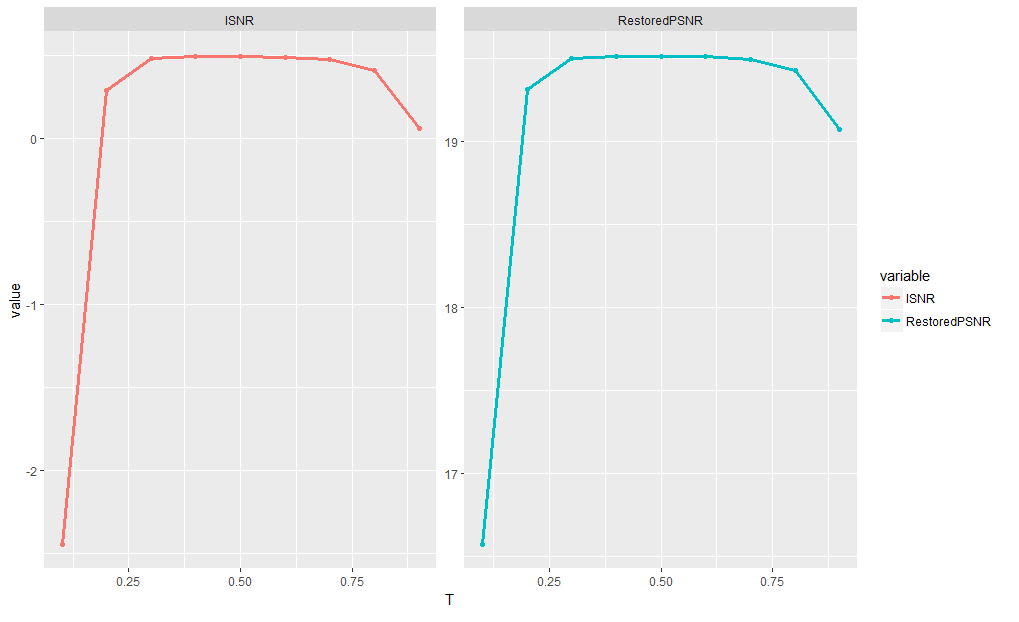 ISNR
RestoredPSNR
value
0
-1
-2
19
18
17
0.25
0.50
0.75
0.25
0.50
0.75
T
variable
ISNR
RestoredPSNR